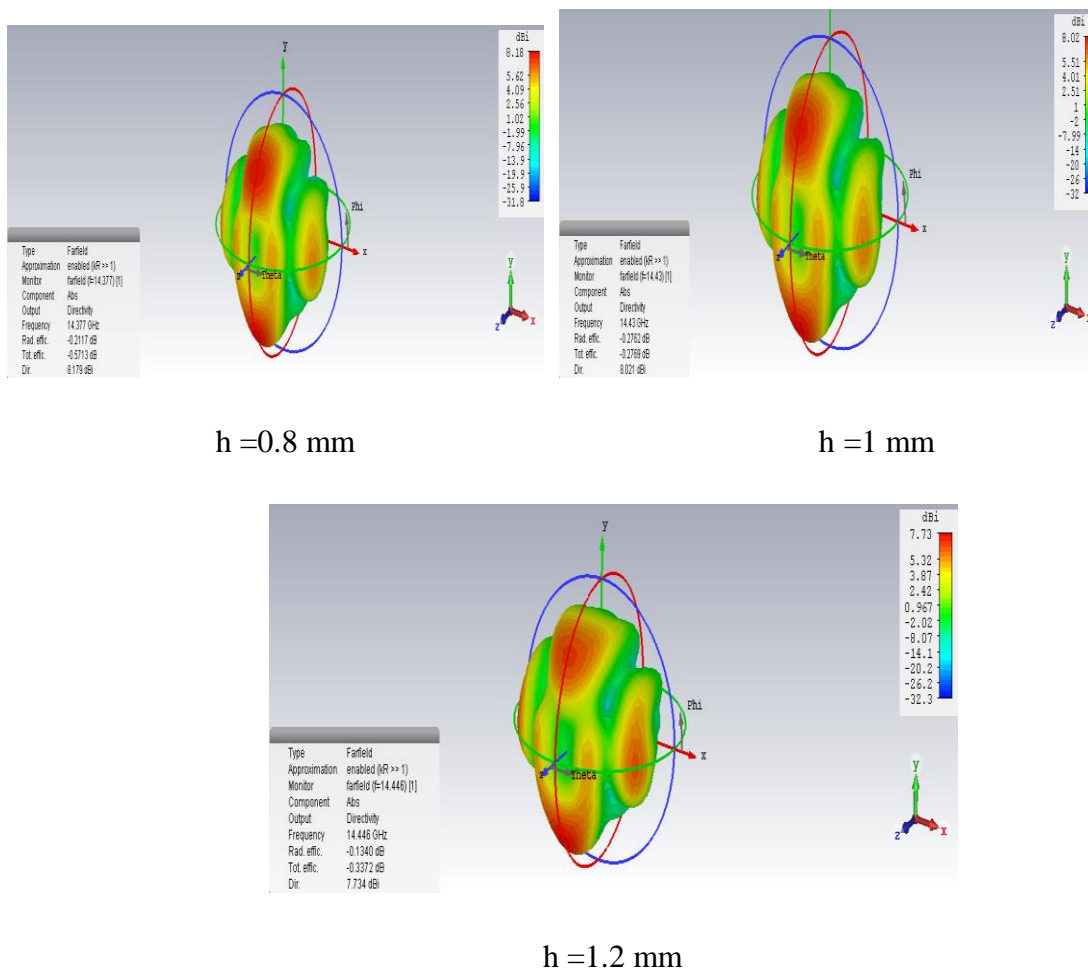 dBi
8.18
5.62
4.09
2.56
1.02
-1.99
-7.96
-13.9
-19.9
-25.9
-31.8
y
Phi
x
z
Theta
y
z
x
Type Farfield
Approximation enabled (kR >> 1)
Monitor farfield (f=14.377) [1]
Component Abs
Output Directivity
Frequency 14.377 GHz
Rad. effic. -0.2117 dB
Tot. effic. -0.5713 dB
Dir. 8.179 dBi
h =0.8 mm
dBi
8.02
5.51
4.01
2.51
1
-2
-7.99
-14
-20
-26
-32
Phi
x
Theta
y
z
x
Type Farfield
Approximation enabled (kR >> 1)
Monitor farfield (f=14.43) [1]
Component Abs
Output Directivity
Frequency 14.43 GHz
Rad. effic. -0.2762 dB
Tot. effic. -0.2769 dB
Dir. 8.021 dBi
h =1 mm
dBi
7.73
5.32
3.87
2.42
0.967
-2.02
-8.07
-14.1
-20.2
-26.2
-32.3
y
Phi
x
z
Theta
y
z
x
Type Farfield
Approximation enabled (kR >> 1)
Monitor farfield (f=14.446) [1]
Component Abs
Output Directivity
Frequency 14.446 GHz
Rad. effic. -0.1340 dB
Tot. effic. -0.3372 dB
Dir. 7.734 dBi
h =1.2 mm